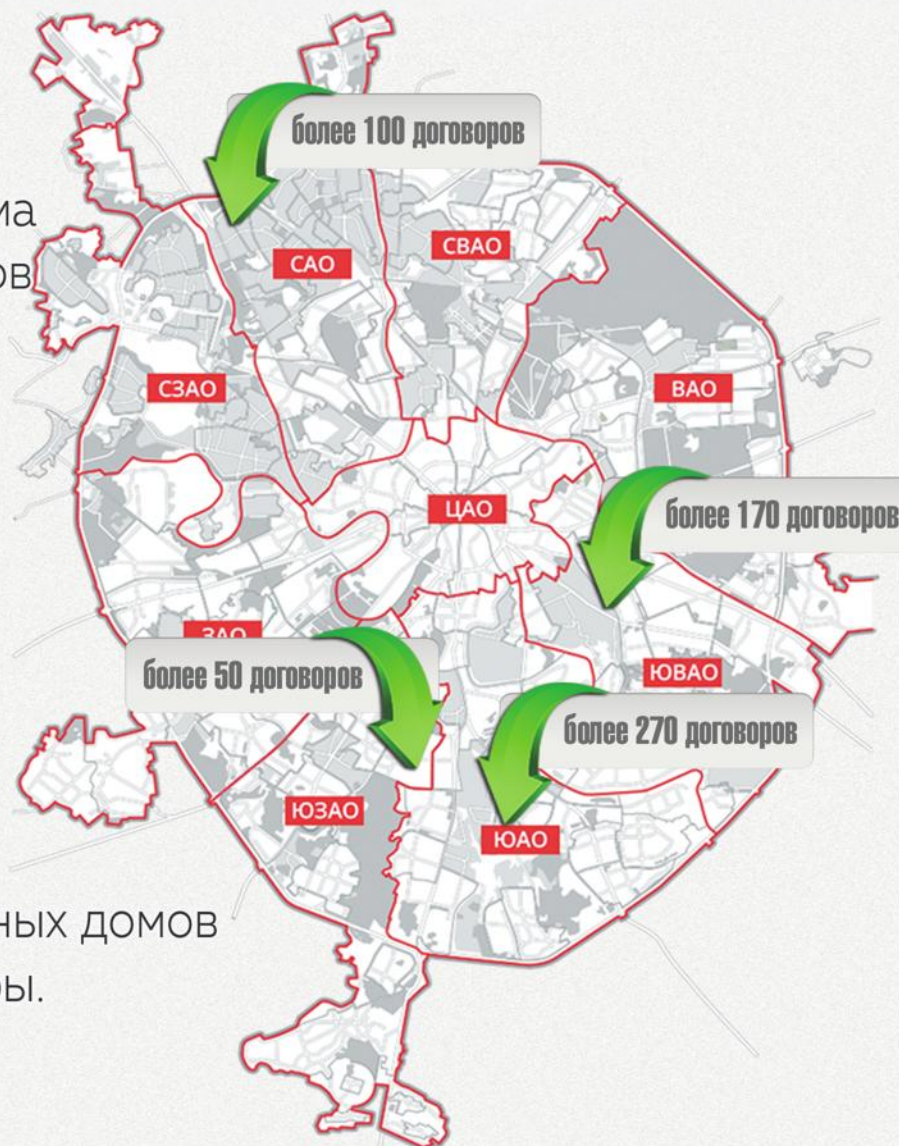 более 100 договоров
ма
ов
СВАО
САО
СЗАО
ВАО
ЦАО
более 170 договоров
ЗАО
более 50 договоров
ЮВАО
более 270 договоров
ЮЗАО
ЮАО
ных домов
ры.